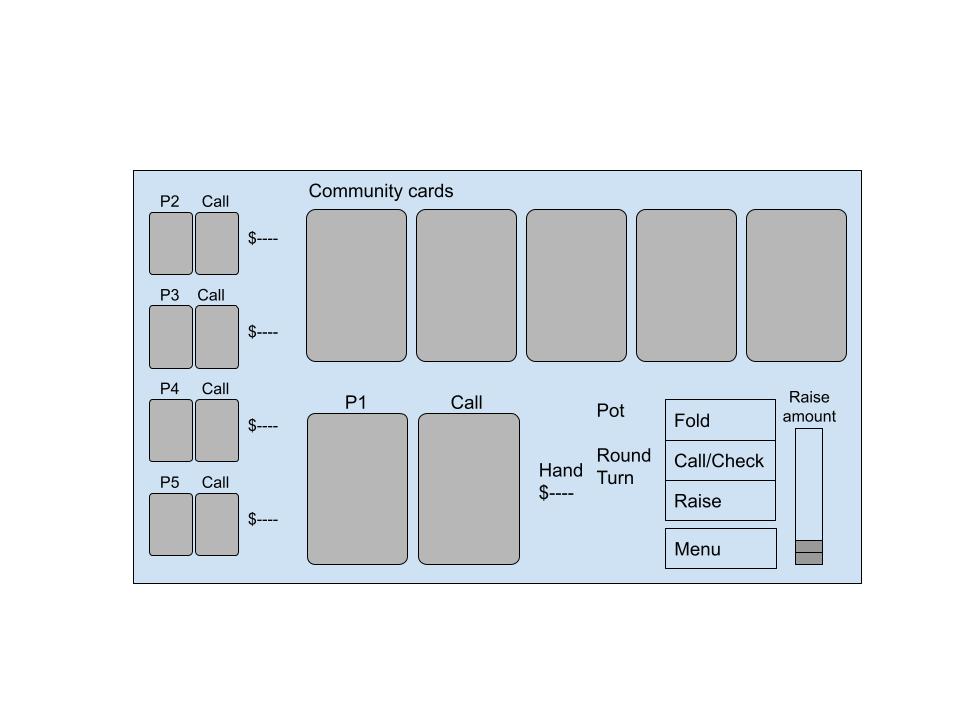 Community cards
P2 Call
$----
P3 Call
$----
P4 Call
$----
P5 Call
$----
P1 Call
Hand
$----
Pot
Round
Turn
Fold
Call/Check
Raise
Menu
Raise
amount